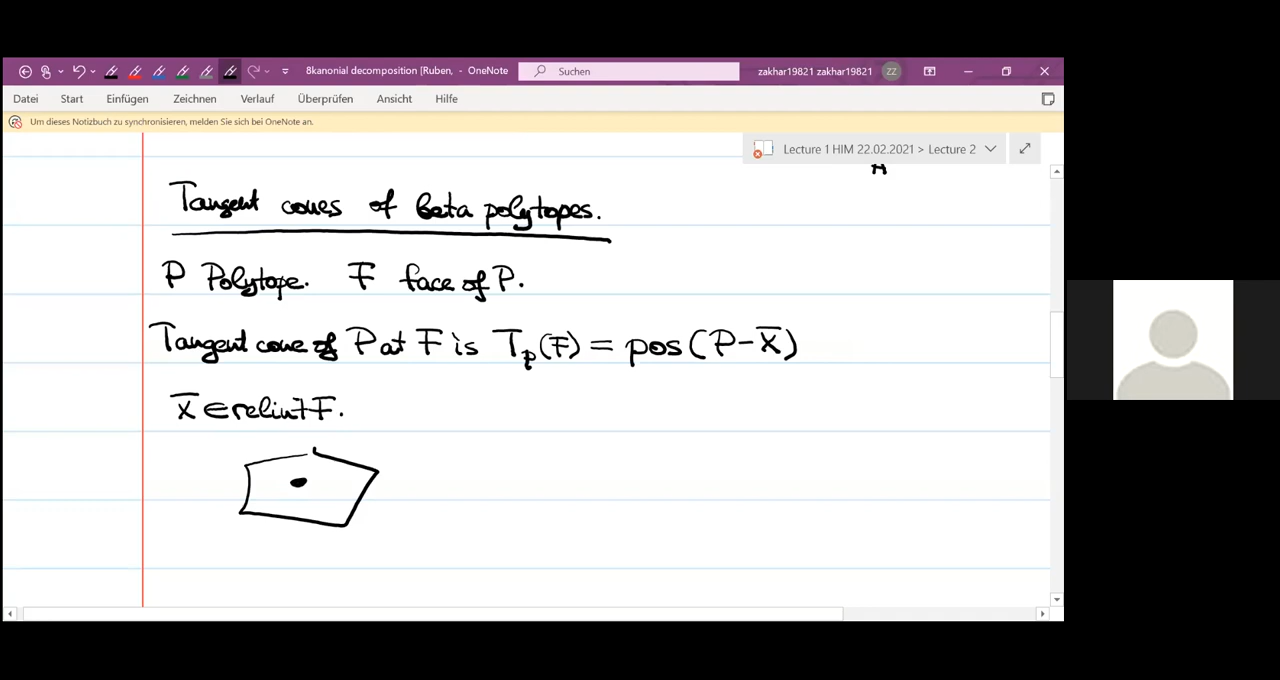 8kanonial decomposition [Ruben, - OneNote
Suchen
zakhar19821 zakhar19821
ZZ
Datei Start Einfügen Zeichnen Verlauf Überprüfen Ansicht Hilfe
Um dieses Notizbuch zu synchronisieren, melden Sie sich bei OneNote an.
Lecture 1 HIM 22.02.2021 > Lecture 2
Tangent cones of beta polytopes.
P Polytope. F face of P.
Tangent cone of P at F is T_P(F) = pos(P-x̄)
x̄ ∈ relint F.